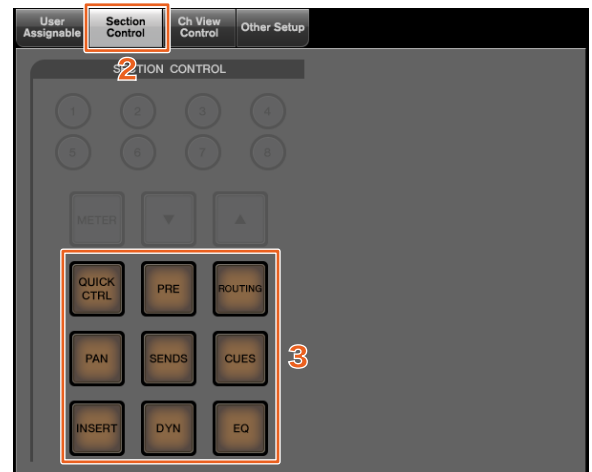 User Assignable
Section Control
Ch View Control
Other Setup
2
SECTION CONTROL
1 2 3 4
5 6 7 8
METER ▼ ▲
QUICK CTRL PRE ROUTING
PAN SENDS CUES
3
INSERT DYN EQ